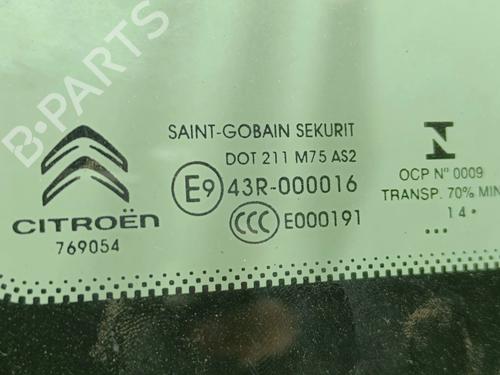 SAINT-GOBAIN SEKURIT
DOT 211 M75 AS2
E9 43R-000016
CCC E000191
CITROËN
769054
N
OCP Nº 0009
TRANSP. 70% MIN
14•
...
B-PARTS